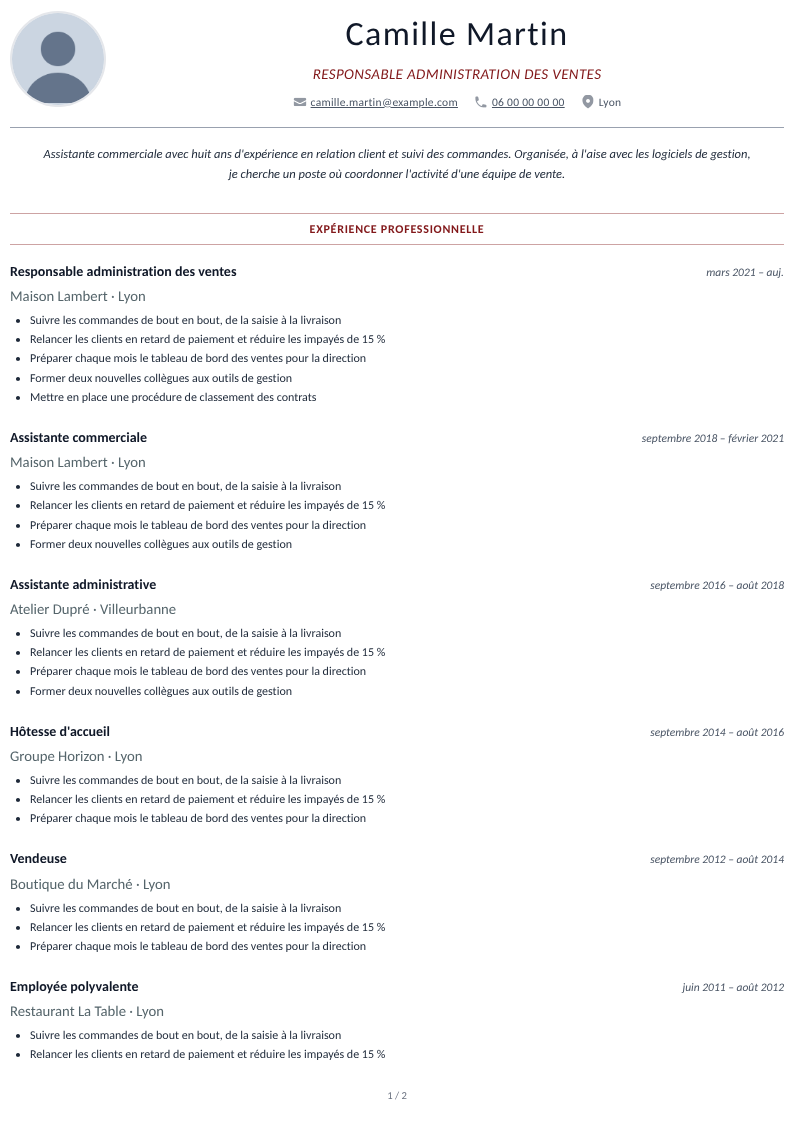 Camille Martin
RESPONSABLE ADMINISTRATION DES VENTES
camille.martin@example.com 06 00 00 00 00 Lyon
Assistante commerciale avec huit ans d'expérience en relation client et suivi des commandes. Organisée, à l'aise avec les logiciels de gestion,
je cherche un poste où coordonner l'activité d'une équipe de vente.
EXPÉRIENCE PROFESSIONNELLE
Responsable administration des ventes mars 2021 – auj.
Maison Lambert · Lyon
• Suivre les commandes de bout en bout, de la saisie à la livraison
• Relancer les clients en retard de paiement et réduire les impayés de 15 %
• Préparer chaque mois le tableau de bord des ventes pour la direction
• Former deux nouvelles collègues aux outils de gestion
• Mettre en place une procédure de classement des contrats
Assistante commerciale septembre 2018 – février 2021
Maison Lambert · Lyon
• Suivre les commandes de bout en bout, de la saisie à la livraison
• Relancer les clients en retard de paiement et réduire les impayés de 15 %
• Préparer chaque mois le tableau de bord des ventes pour la direction
• Former deux nouvelles collègues aux outils de gestion
Assistante administrative septembre 2016 – août 2018
Atelier Dupré · Villeurbanne
• Suivre les commandes de bout en bout, de la saisie à la livraison
• Relancer les clients en retard de paiement et réduire les impayés de 15 %
• Préparer chaque mois le tableau de bord des ventes pour la direction
• Former deux nouvelles collègues aux outils de gestion
Hôtesse d'accueil septembre 2014 – août 2016
Groupe Horizon · Lyon
• Suivre les commandes de bout en bout, de la saisie à la livraison
• Relancer les clients en retard de paiement et réduire les impayés de 15 %
• Préparer chaque mois le tableau de bord des ventes pour la direction
Vendeuse septembre 2012 – août 2014
Boutique du Marché · Lyon
• Suivre les commandes de bout en bout, de la saisie à la livraison
• Relancer les clients en retard de paiement et réduire les impayés de 15 %
• Préparer chaque mois le tableau de bord des ventes pour la direction
Employée polyvalente juin 2011 – août 2012
Restaurant La Table · Lyon
• Suivre les commandes de bout en bout, de la saisie à la livraison
• Relancer les clients en retard de paiement et réduire les impayés de 15 %
1 / 2